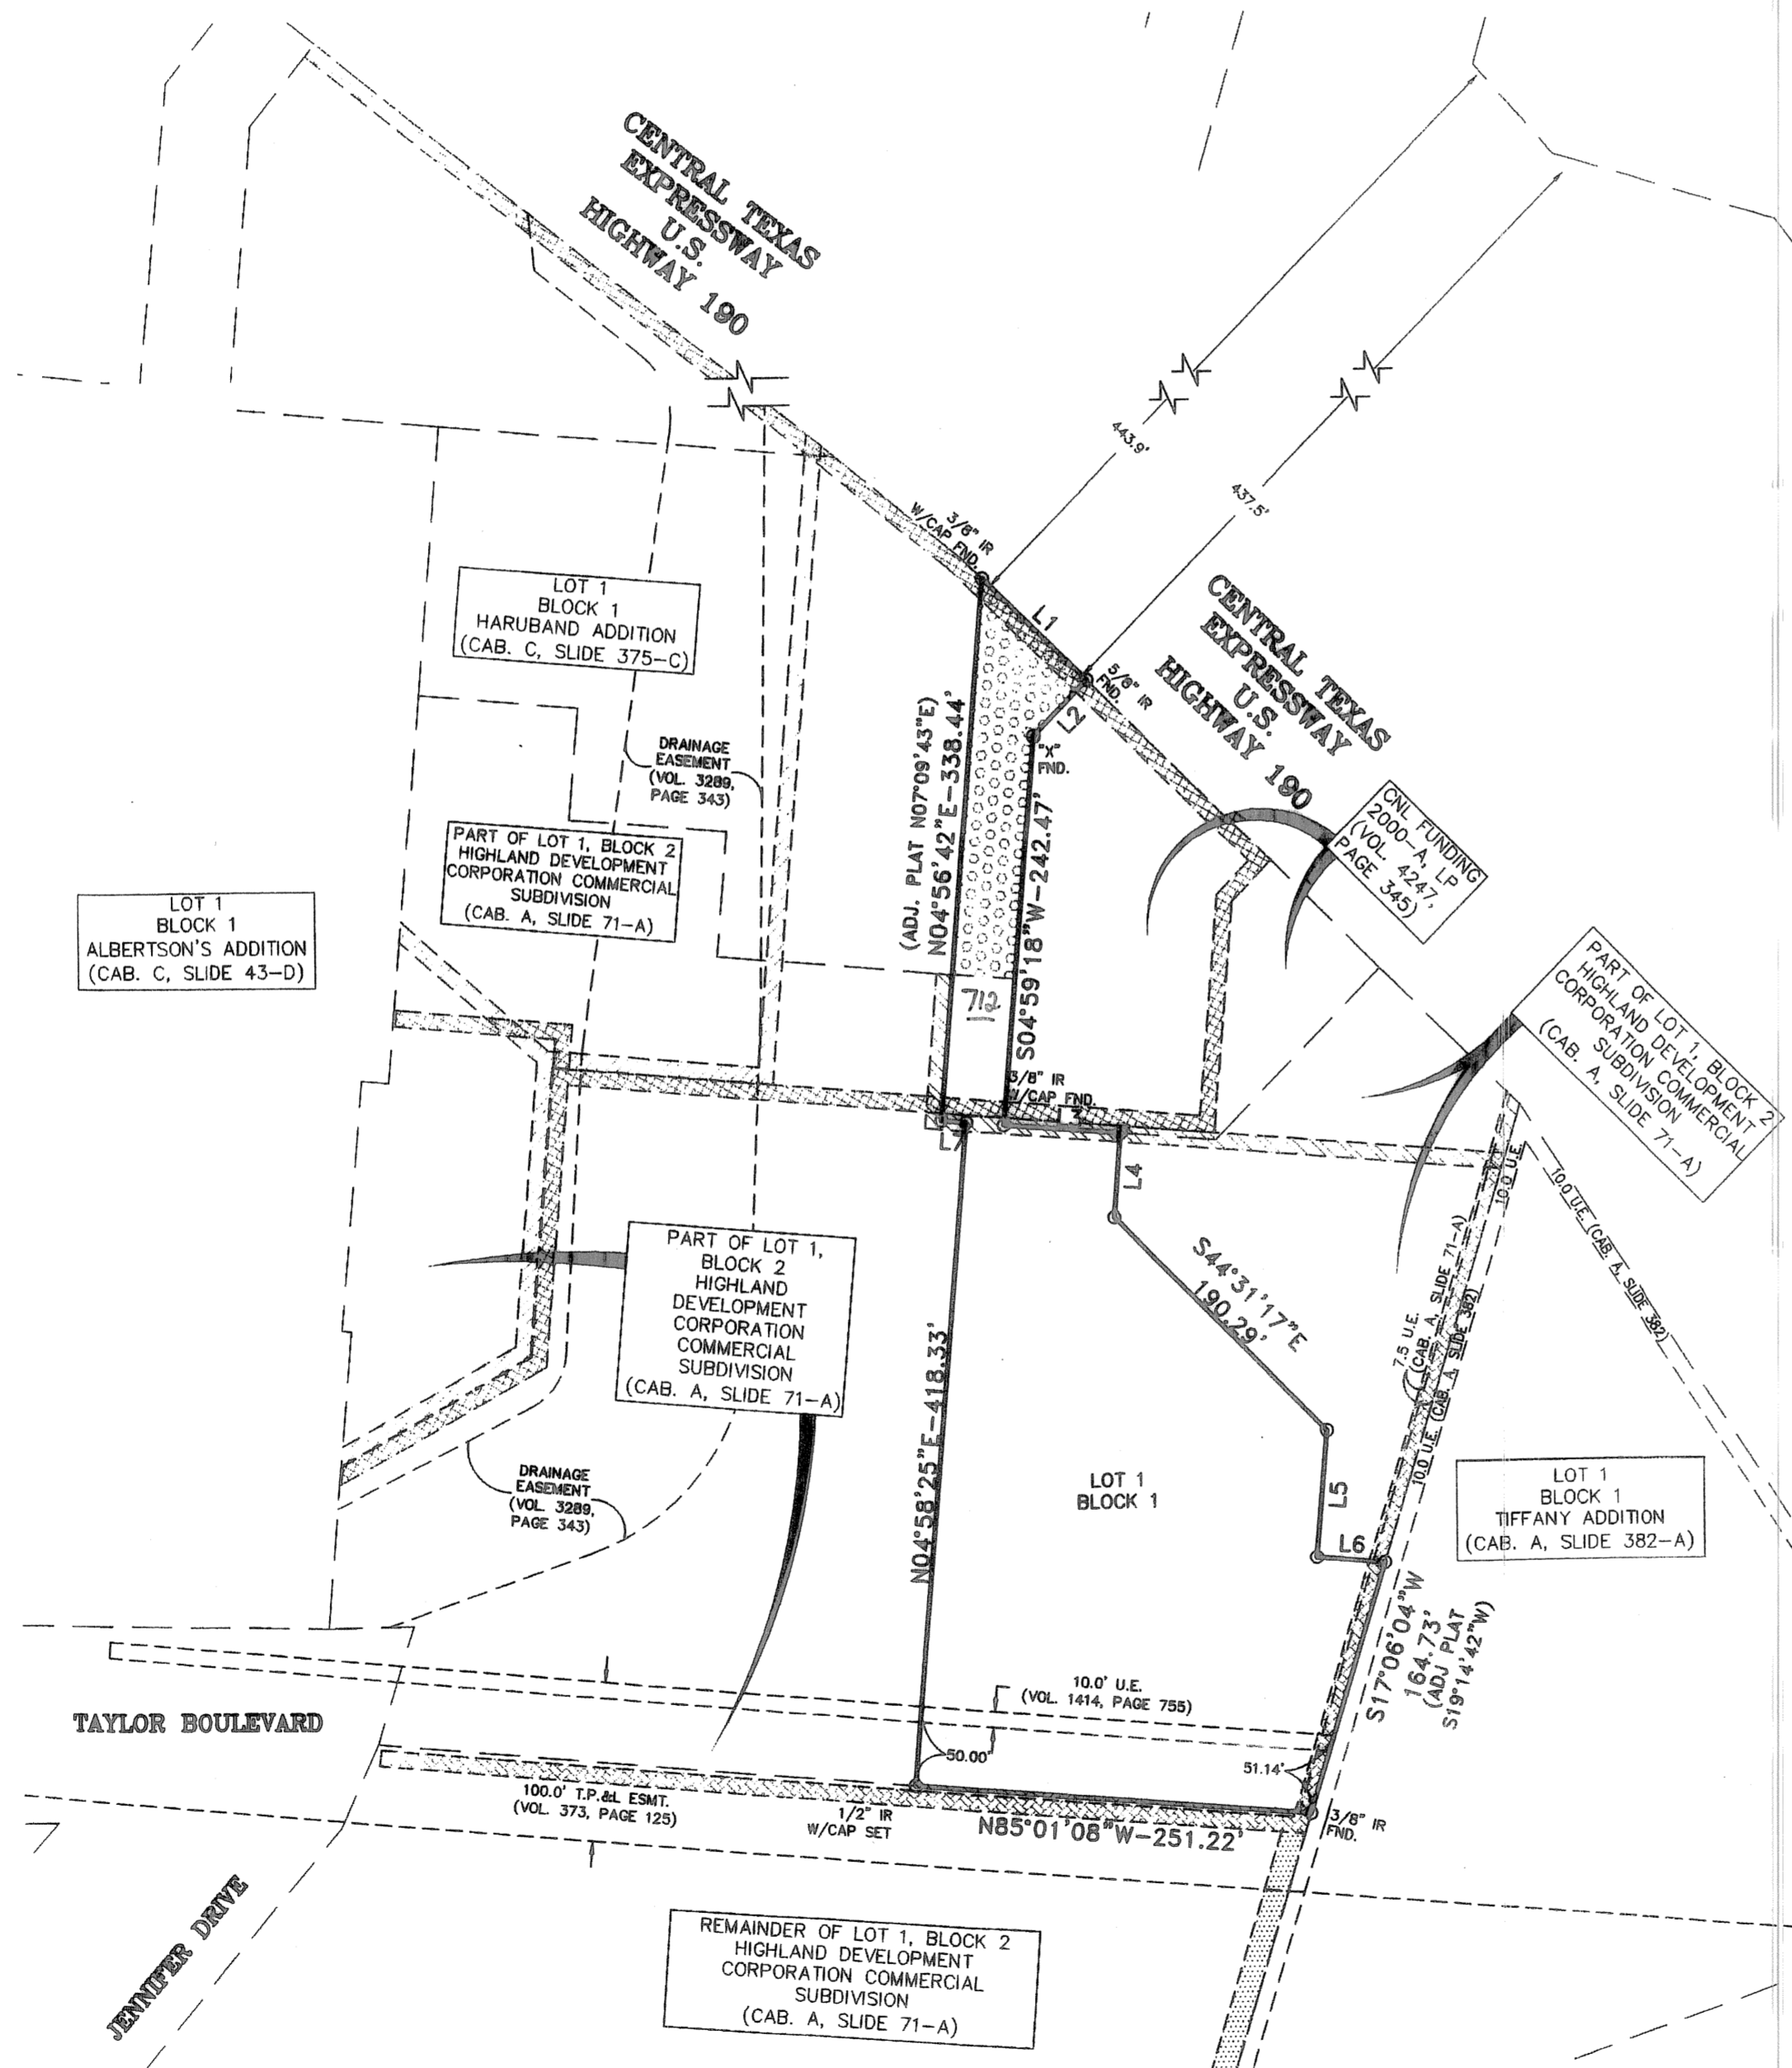 CENTRAL TEXAS
EXPRESSWAY
U.S.
HIGHWAY 190
443.9'
437.5'
3/8" IR
W/CAP FND.
L1
LOT 1
BLOCK 1
HARUBAND ADDITION
(CAB. C, SLIDE 375-C)
CENTRAL TEXAS
EXPRESSWAY
U.S.
HIGHWAY 190
5/8" IR
FND.
L2
"X"
FND.
DRAINAGE
EASEMENT
(VOL. 3289,
PAGE 343)
(ADJ. PLAT N07°09'43"E)
N04°56'42"E-338.44'
S04°59'18"W-242.47'
CNL FUNDING
2000-A, LP
(VOL. 4247,
PAGE 345)
PART OF LOT 1, BLOCK 2
HIGHLAND DEVELOPMENT
CORPORATION COMMERCIAL
SUBDIVISION
(CAB. A, SLIDE 71-A)
LOT 1
BLOCK 1
ALBERTSON'S ADDITION
(CAB. C, SLIDE 43-D)
712
PART OF LOT 1, BLOCK 2
HIGHLAND DEVELOPMENT
CORPORATION COMMERCIAL
SUBDIVISION
(CAB. A, SLIDE 71-A)
3/8" IR
W/CAP FND.
L3
L7
L4
10.0 U.E.
10.0 U.E. (CAB. A, SLIDE 382)
S44°31'17"E
190.29'
7.5 U.E.
(CAB. A, SLIDE 71-A)
10.0 U.E. (CAB. A, SLIDE 382)
PART OF LOT 1,
BLOCK 2
HIGHLAND
DEVELOPMENT
CORPORATION
COMMERCIAL
SUBDIVISION
(CAB. A, SLIDE 71-A)
N04°58'25"E-418.33'
LOT 1
BLOCK 1
L5
L6
LOT 1
BLOCK 1
TIFFANY ADDITION
(CAB. A, SLIDE 382-A)
DRAINAGE
EASEMENT
(VOL. 3289,
PAGE 343)
S17°06'04"W
164.73'
(ADJ PLAT
S19°14'42"W)
10.0' U.E.
(VOL. 1414, PAGE 755)
TAYLOR BOULEVARD
50.00'
51.14'
100.0' T.P.&L ESMT.
(VOL. 373, PAGE 125)
1/2" IR
W/CAP SET
N85°01'08"W-251.22'
3/8" IR
FND.
JENNIFER DRIVE
REMAINDER OF LOT 1, BLOCK 2
HIGHLAND DEVELOPMENT
CORPORATION COMMERCIAL
SUBDIVISION
(CAB. A, SLIDE 71-A)